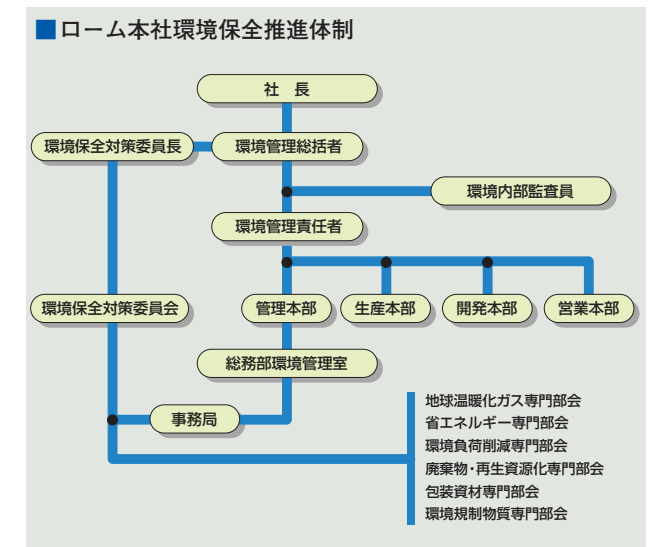 ■ローム本社環境保全推進体制
社　長
環境保全対策委員長
環境管理総括者
環境内部監査員
環境管理責任者
環境保全対策委員会
管理本部
生産本部
開発本部
営業本部
総務部環境管理室
事務局
地球温暖化ガス専門部会
省エネルギー専門部会
環境負荷削減専門部会
廃棄物・再生資源化専門部会
包装資材専門部会
環境規制物質専門部会